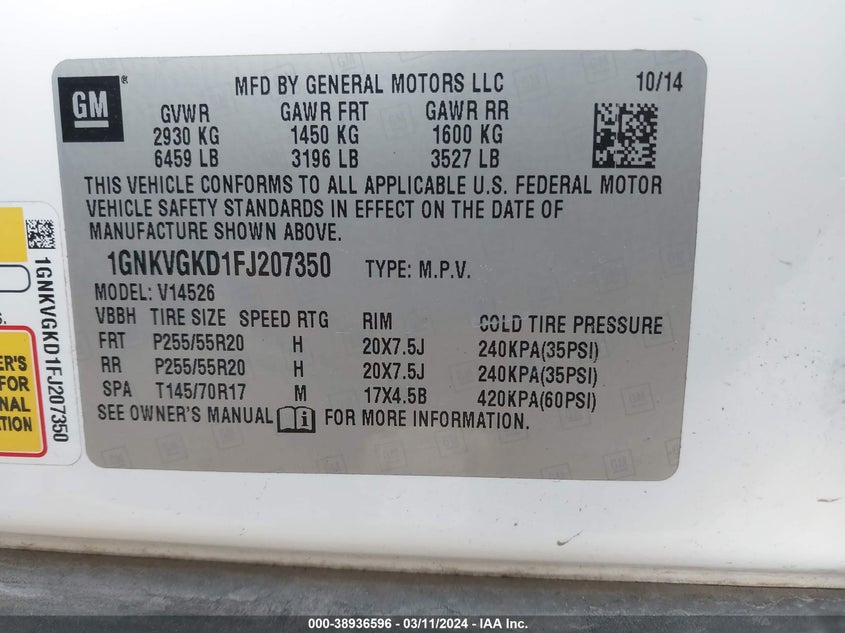 GM
MFD BY GENERAL MOTORS LLC 10/14
GVWR GAWR FRT GAWR RR
2930 KG 1450 KG 1600 KG
6459 LB 3196 LB 3527 LB
THIS VEHICLE CONFORMS TO ALL APPLICABLE U.S. FEDERAL MOTOR
VEHICLE SAFETY STANDARDS IN EFFECT ON THE DATE OF
MANUFACTURE SHOWN ABOVE.
1GNKVGKD1FJ207350 TYPE: M.P.V.
MODEL: V14526
VBBH TIRE SIZE SPEED RTG RIM COLD TIRE PRESSURE
FRT P255/55R20 H 20X7.5J 240KPA(35PSI)
RR P255/55R20 H 20X7.5J 240KPA(35PSI)
SPA T145/70R17 M 17X4.5B 420KPA(60PSI)
SEE OWNER'S MANUAL i FOR MORE INFORMATION.
1GNKVGKD1FJ207350
ER'S
FOR
NAL
TION
000-38936596 - 03/11/2024 - IAA Inc.